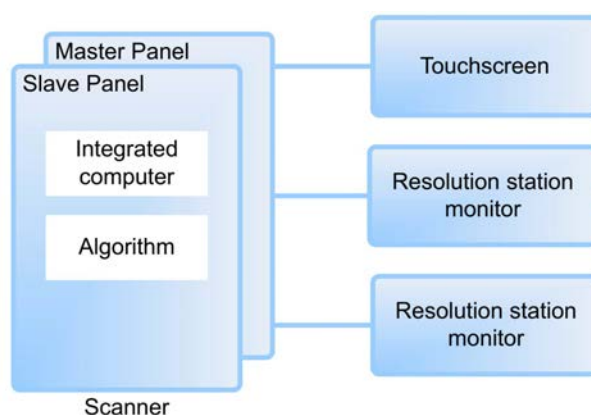 Master Panel
Slave Panel
Integrated
computer
Algorithm
Scanner
Touchscreen
Resolution station
monitor
Resolution station
monitor